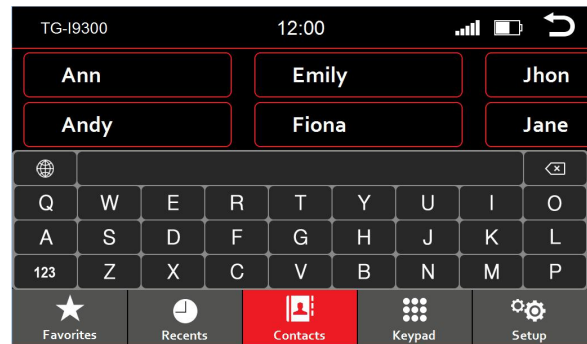 TG-I9300 12:00
Ann Emily Jhon
Andy Fiona Jane
Q W E R T Y U I O
A S D F G H J K L
123 Z X C V B N M P
Favorites Recents Contacts Keypad Setup